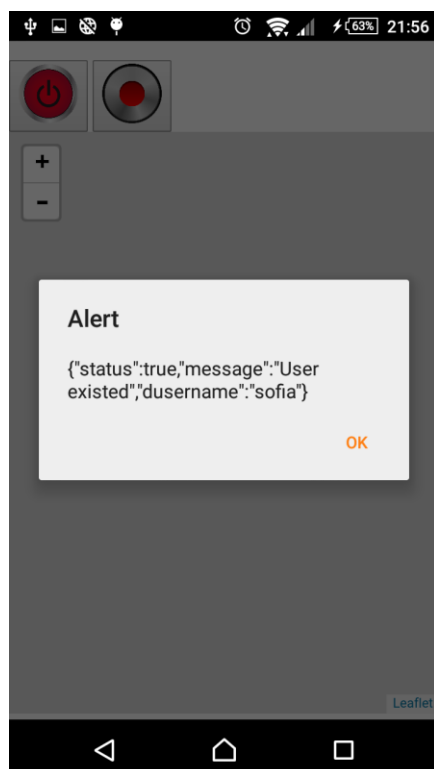 63% 21:56
+
-
Alert
{"status":true,"message":"User
existed","dusername":"sofia"}
OK
Leaflet